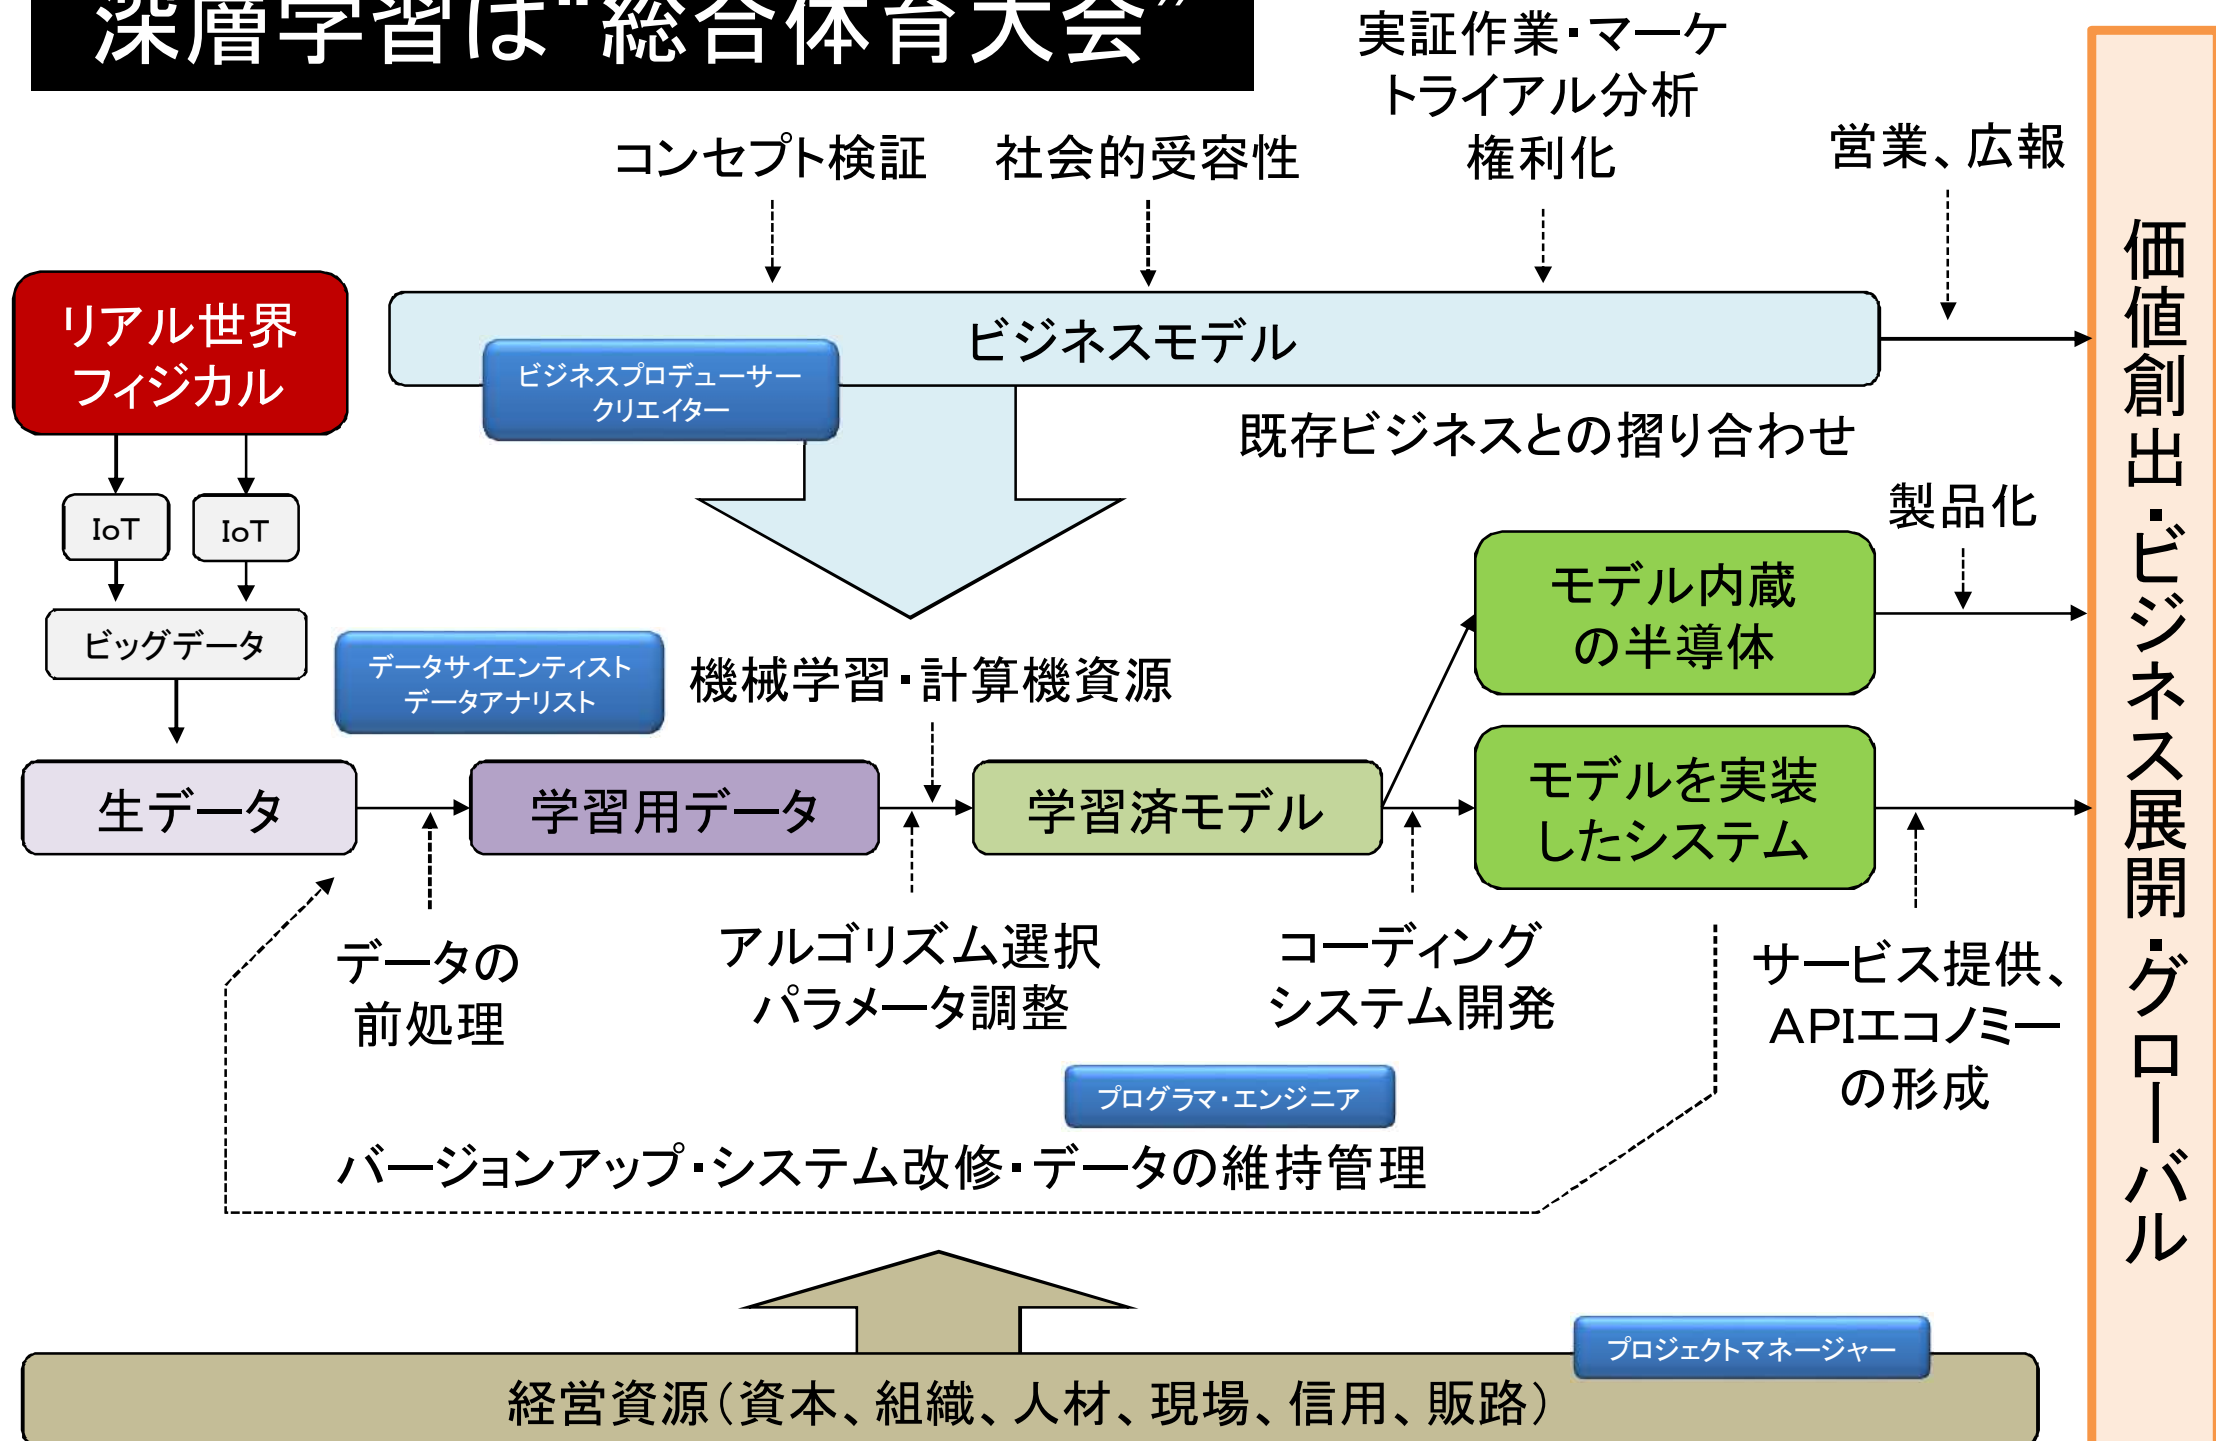 深層学習は“総合体育大会”
実証作業・マーケ
トライアル分析
権利化
コンセプト検証
社会的受容性
営業、広報
リアル世界
フィジカル
ビジネスモデル
ビジネスプロデューサー
クリエイター
既存ビジネスとの摺り合わせ
IoT
IoT
ビッグデータ
製品化
モデル内蔵
の半導体
データサイエンティスト
データアナリスト
機械学習・計算機資源
生データ
学習用データ
学習済モデル
モデルを実装
したシステム
データの
前処理
アルゴリズム選択
パラメータ調整
コーディング
システム開発
サービス提供、
APIエコノミー
の形成
プログラマ・エンジニア
バージョンアップ・システム改修・データの維持管理
プロジェクトマネージャー
経営資源（資本、組織、人材、現場、信用、販路）
価値創出・ビジネス展開・グローバル